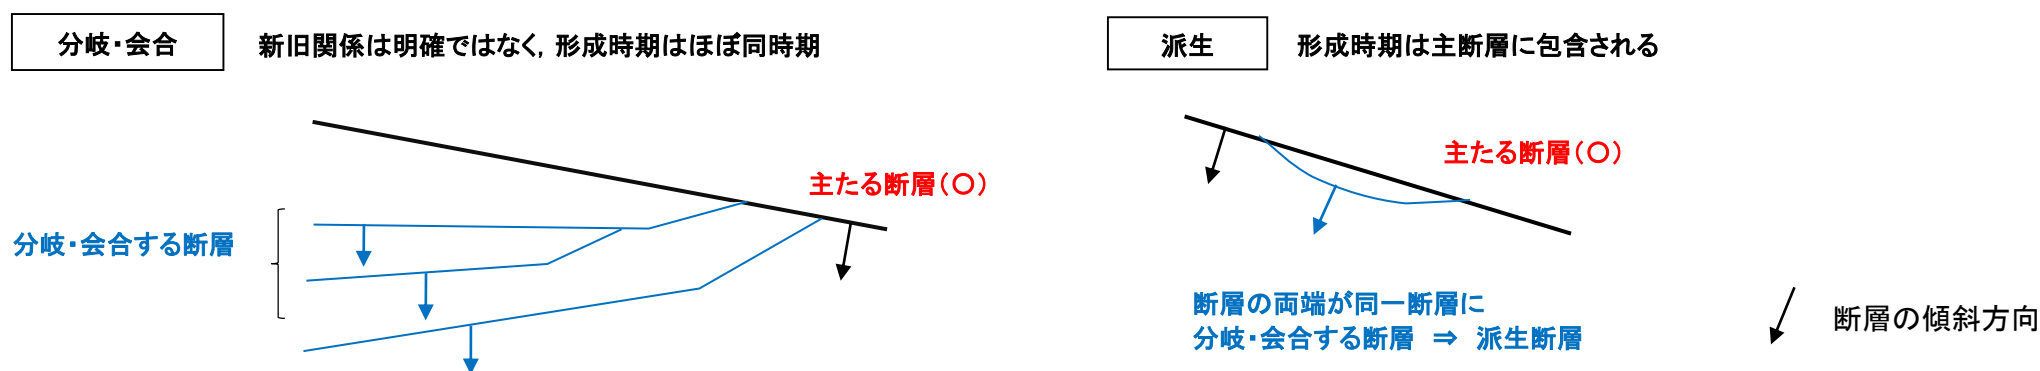 分岐・会合
新旧関係は明確ではなく，形成時期はほぼ同時期
主たる断層（〇）
分岐・会合する断層
派生
形成時期は主断層に包含される
主たる断層（〇）
断層の両端が同一断層に
分岐・会合する断層 ⇒ 派生断層
断層の傾斜方向